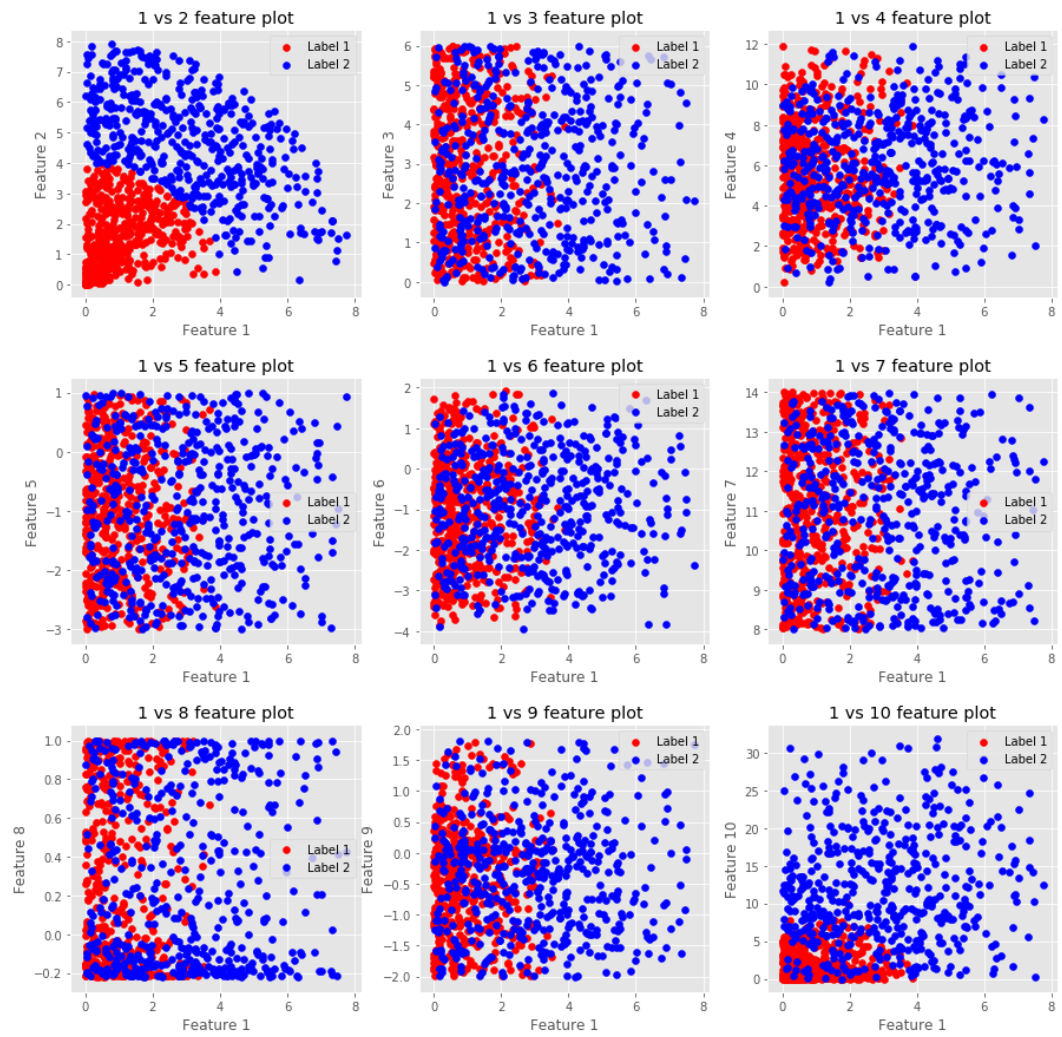 1 vs 2 feature plot
8
7
6
5
4
3
2
1
0
Feature 2
Label 1
Label 2
0 2 4 6 8
Feature 1
1 vs 3 feature plot
6
5
4
3
2
1
0
Feature 3
Label 1
Label 2
0 2 4 6 8
Feature 1
1 vs 4 feature plot
12
10
8
6
4
2
0
Feature 4
Label 1
Label 2
0 2 4 6 8
Feature 1
1 vs 5 feature plot
1
0
−1
−2
−3
Feature 5
Label 1
Label 2
0 2 4 6 8
Feature 1
1 vs 6 feature plot
2
1
0
−1
−2
−3
−4
Feature 6
Label 1
Label 2
0 2 4 6 8
Feature 1
1 vs 7 feature plot
14
13
12
11
10
9
8
Feature 7
Label 1
Label 2
0 2 4 6 8
Feature 1
1 vs 8 feature plot
1.0
0.8
0.6
0.4
0.2
0.0
−0.2
Feature 8
Label 1
Label 2
0 2 4 6 8
Feature 1
1 vs 9 feature plot
2.0
1.5
1.0
0.5
0.0
−0.5
−1.0
−1.5
−2.0
Feature 9
Label 1
Label 2
0 2 4 6 8
Feature 1
1 vs 10 feature plot
30
25
20
15
10
5
0
Feature 10
Label 1
Label 2
0 2 4 6 8
Feature 1